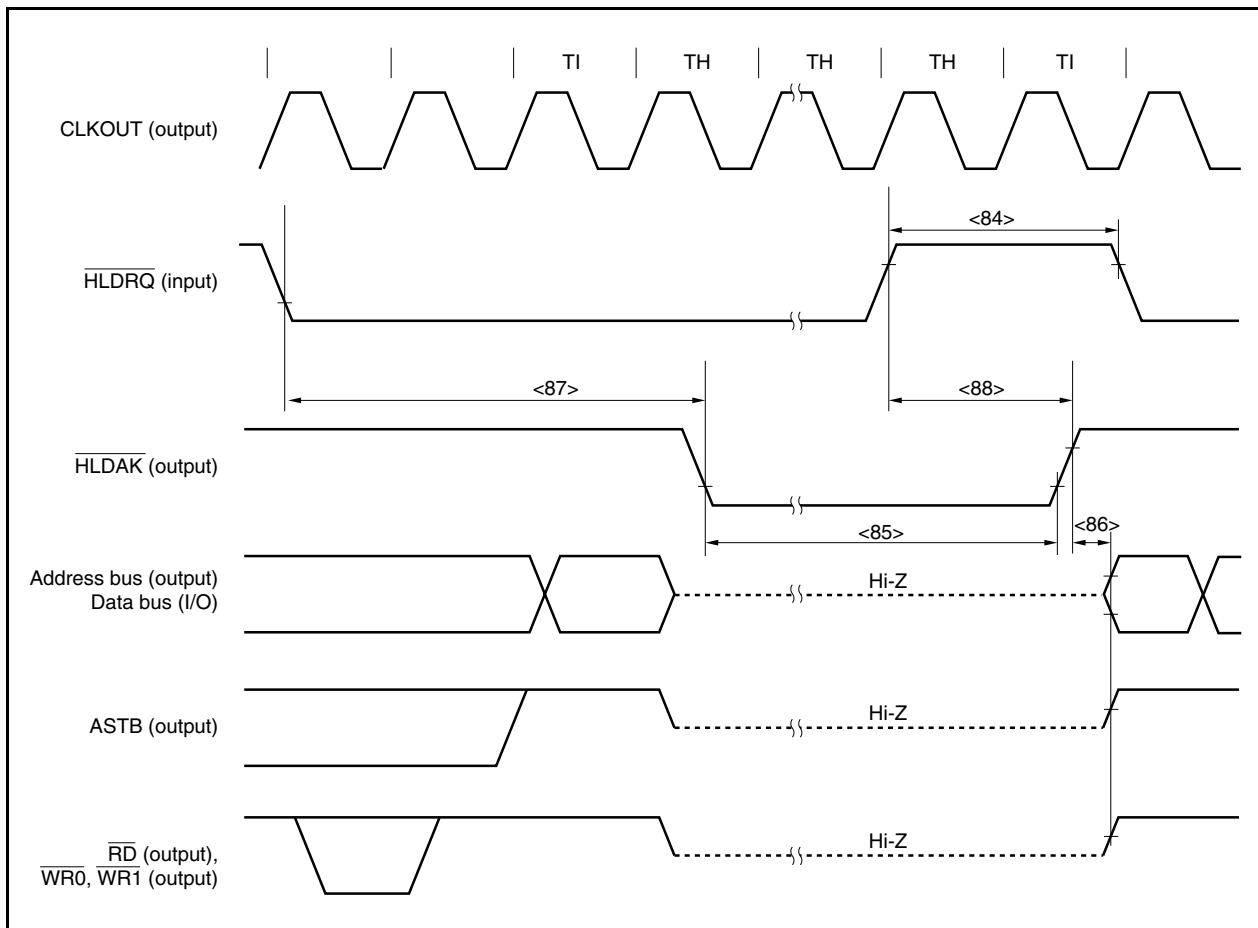 TI TH TH TH TI
CLKOUT (output)
<84>
HLDRQ (input)
<87>
<88>
HLDAK (output)
<85>
<86>
Address bus (output)
Data bus (I/O)
Hi-Z
ASTB (output)
Hi-Z
RD (output),
WR0, WR1 (output)
Hi-Z